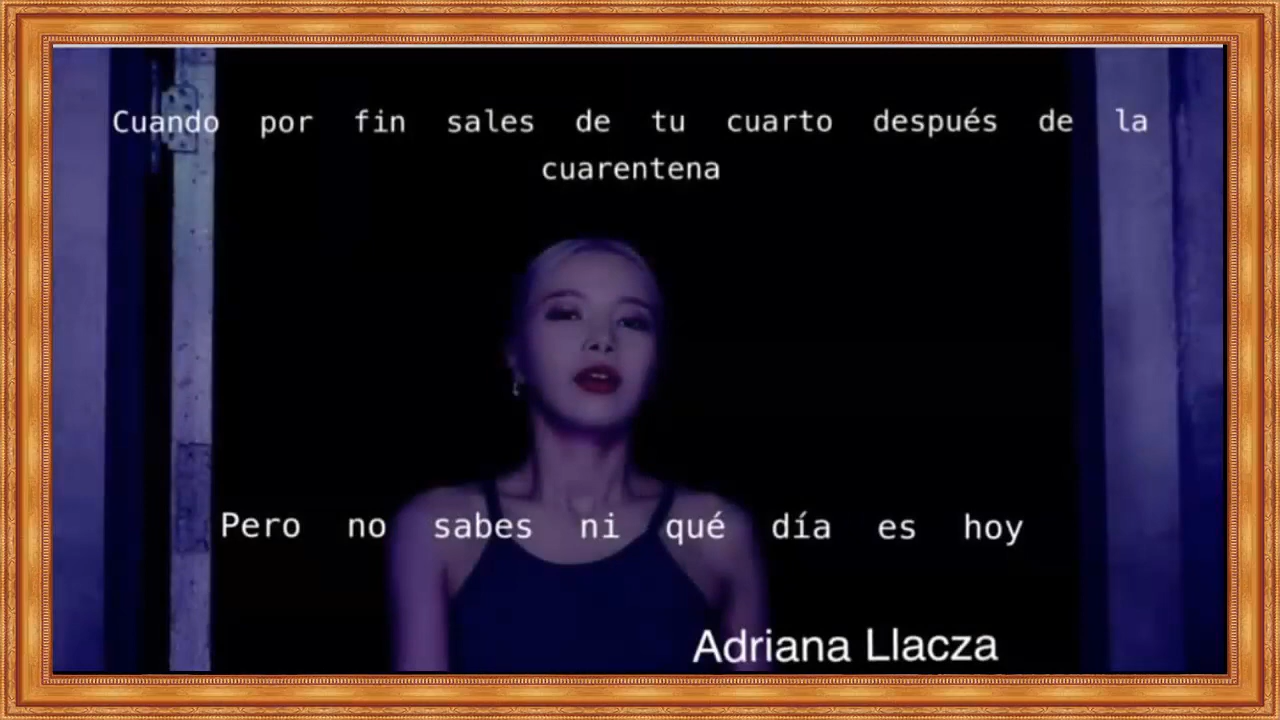 Cuando por fin sales de tu cuarto después de la
cuarentena
Pero no sabes ni qué día es hoy
Adriana Llacza